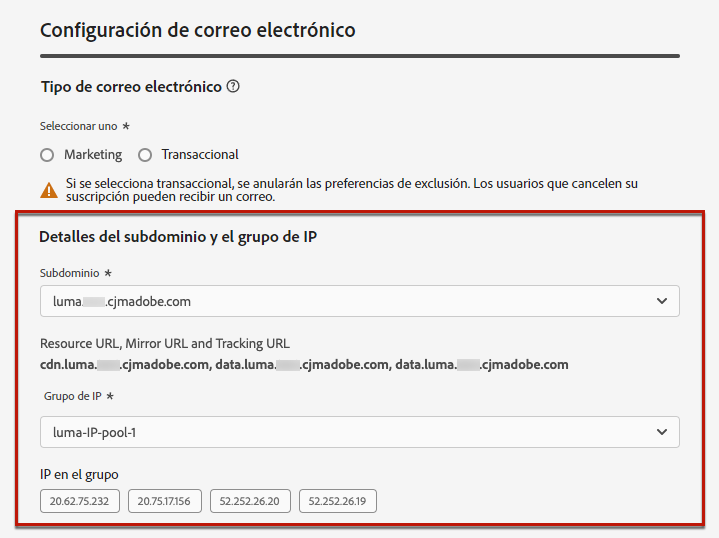 Configuración de correo electrónico
Tipo de correo electrónico
Seleccionar uno *
Marketing Transaccional
Si se selecciona transaccional, se anularán las preferencias de exclusión. Los usuarios que cancelen su
suscripción pueden recibir un correo.
Detalles del subdominio y el grupo de IP
Subdominio *
luma. .cjmadobe.com
Resource URL, Mirror URL and Tracking URL
cdn.luma. .cjmadobe.com, data.luma. .cjmadobe.com, data.luma. .cjmadobe.com
Grupo de IP *
luma-IP-pool-1
IP en el grupo
20.62.75.232 20.75.17.156 52.252.26.20 52.252.26.19